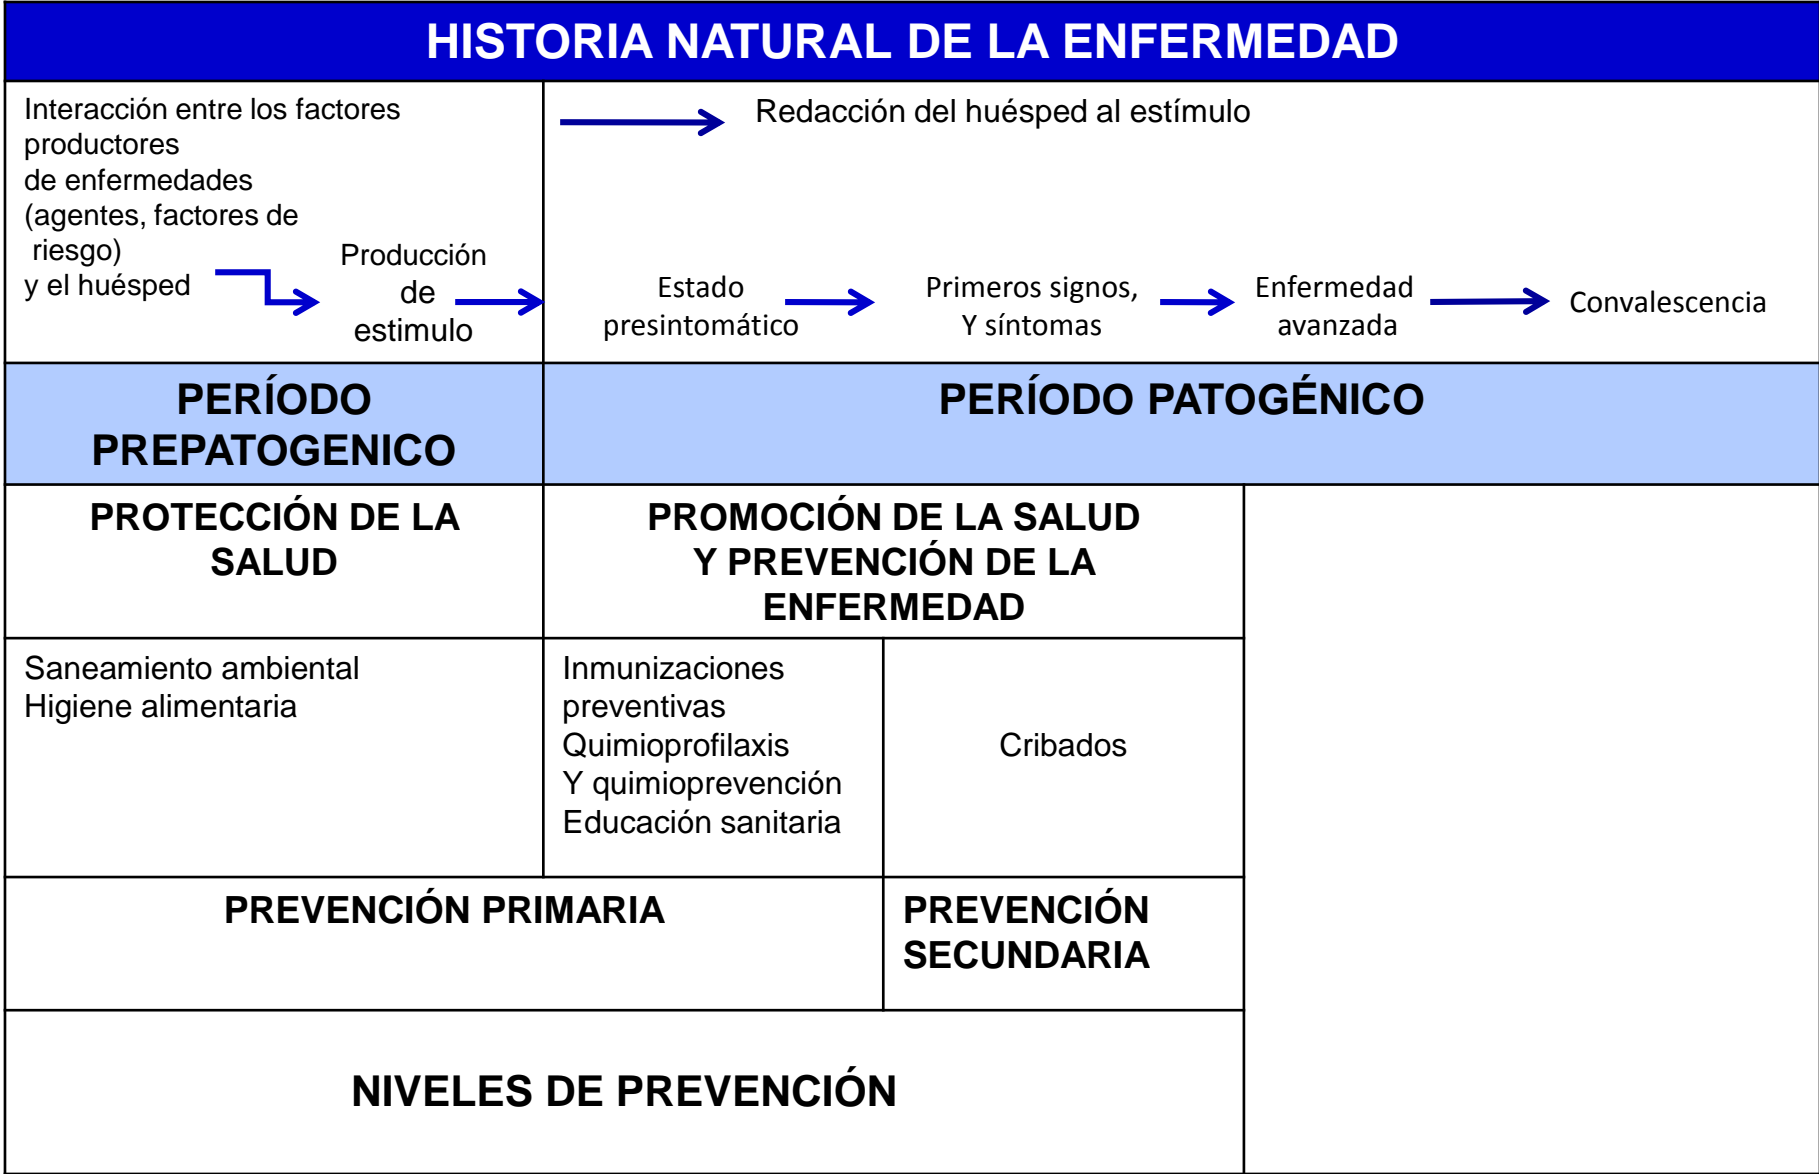 HISTORIA NATURAL DE LA ENFERMEDAD
Interacción entre los factores
productores
de enfermedades
(agentes, factores de
riesgo)
y el huésped
Producción
de
estimulo
Redacción del huésped al estímulo
Estado
presintomático
Primeros signos,
Y síntomas
Enfermedad
avanzada
Convalescencia
PERÍODO
PREPATOGENICO
PERÍODO PATOGÉNICO
PROTECCIÓN DE LA
SALUD
PROMOCIÓN DE LA SALUD
Y PREVENCIÓN DE LA
ENFERMEDAD
Saneamiento ambiental
Higiene alimentaria
Inmunizaciones
preventivas
Quimioprofilaxis
Y quimioprevención
Educación sanitaria
Cribados
PREVENCIÓN PRIMARIA
PREVENCIÓN
SECUNDARIA
NIVELES DE PREVENCIÓN